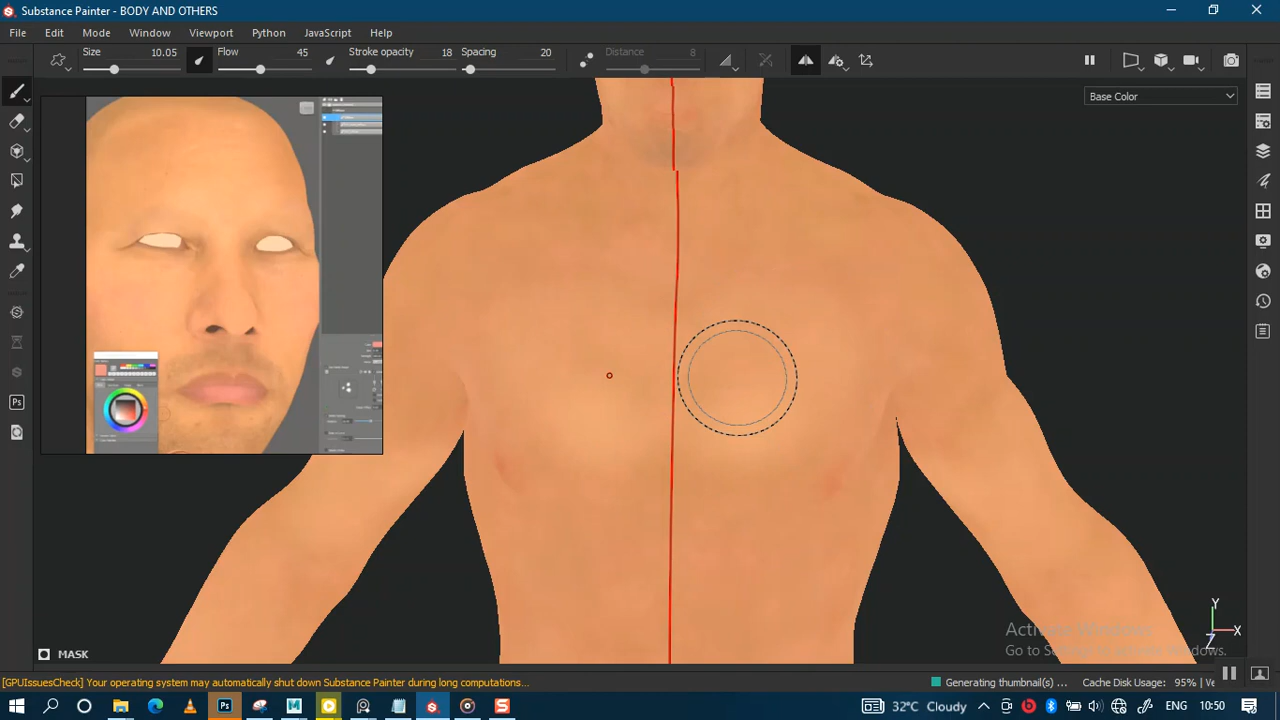 Substance Painter - BODY AND OTHERS
File Edit Mode Window Viewport Python JavaScript Help
Size 10.05 Flow 45 Stroke opacity 18 Spacing 20 Distance 8
Base Color
Ps
Y
X
Z
MASK
Activate Windows
Go to Settings to activate Windows.
[GPUIssuesCheck] Your operating system may automatically shut down Substance Painter during long computations...
Generating thumbnail(s) ... Cache Disk Usage: 95% | Ve
Ps
M
S
32°C Cloudy
10:50